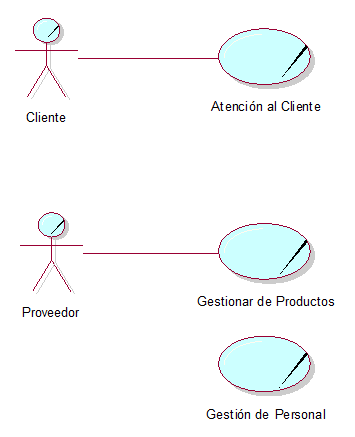 Atención al Cliente
Cliente
Gestionar de Productos
Proveedor
Gestión de Personal